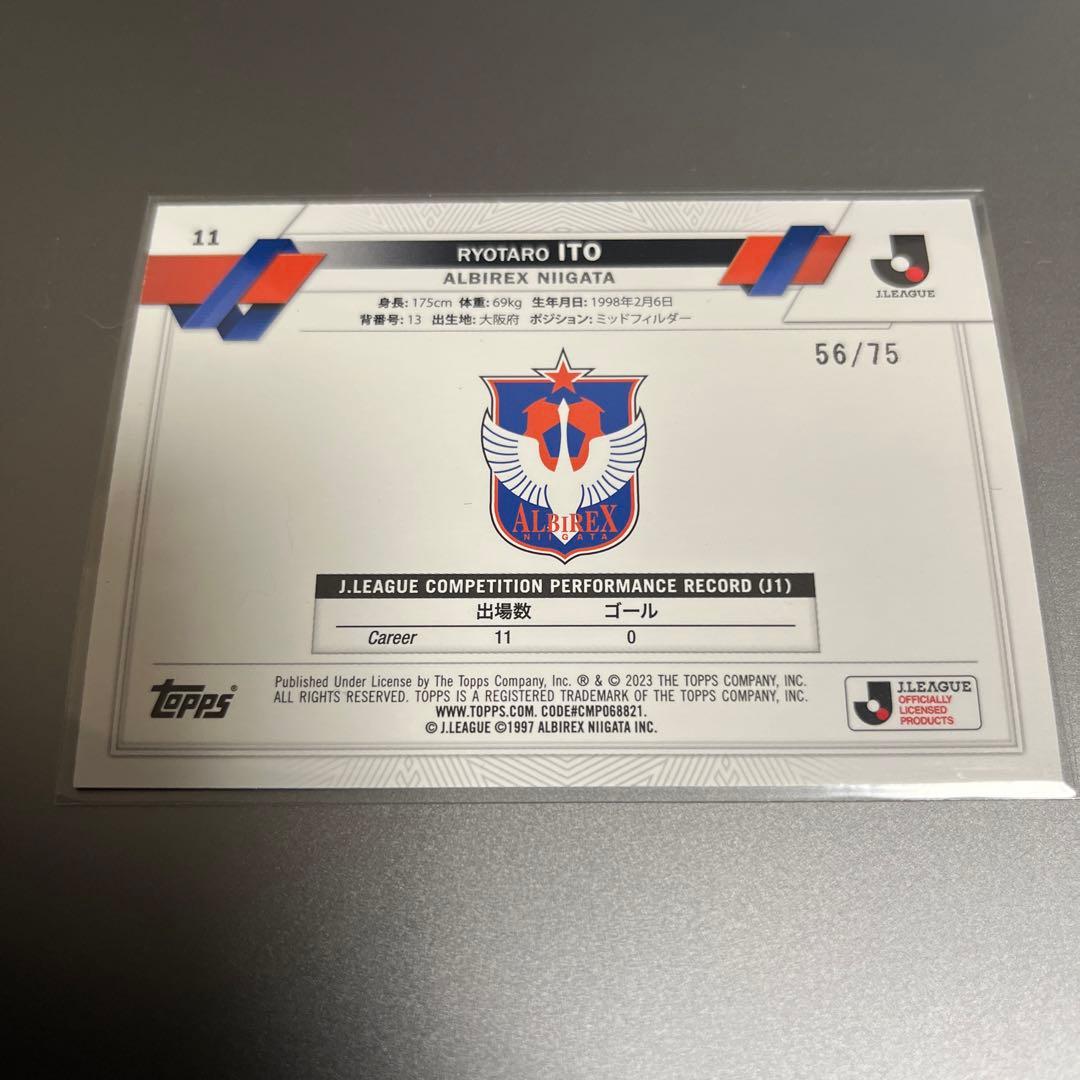 11
RYOTARO ITO
ALBIREX NIIGATA
J.LEAGUE
身長: 175cm 体重: 69kg 生年月日: 1998年2月6日
背番号: 13 出生地: 大阪府 ポジション: ミッドフィルダー
56/75
ALBIREX
NIIGATA
J.LEAGUE COMPETITION PERFORMANCE RECORD (J1)
出場数 ゴール
Career 11 0
Topps®
Published Under License by The Topps Company, Inc. ® & © 2023 THE TOPPS COMPANY, INC.
ALL RIGHTS RESERVED. TOPPS IS A REGISTERED TRADEMARK OF THE TOPPS COMPANY, INC.
WWW.TOPPS.COM. CODE#CMP068821.
© J.LEAGUE ©1997 ALBIREX NIIGATA INC.
J.LEAGUE
OFFICIALLY
LICENSED
PRODUCTS